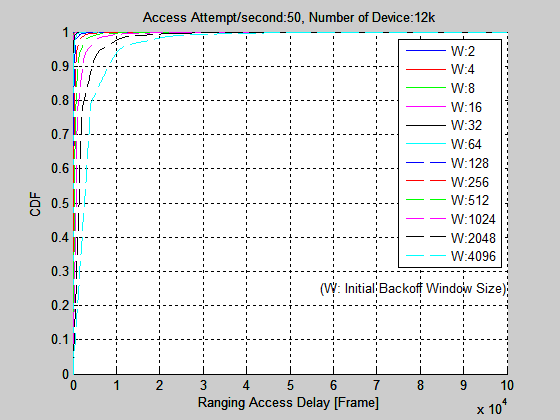 Access Attempt/second:50, Number of Device:12k
1
0.9
0.8
0.7
0.6
0.5
0.4
0.3
0.2
0.1
0
CDF
W:2
W:4
W:8
W:16
W:32
W:64
W:128
W:256
W:512
W:1024
W:2048
W:4096
(W: Initial Backoff Window Size)
0 1 2 3 4 5 6 7 8 9 10
x 10^4
Ranging Access Delay [Frame]